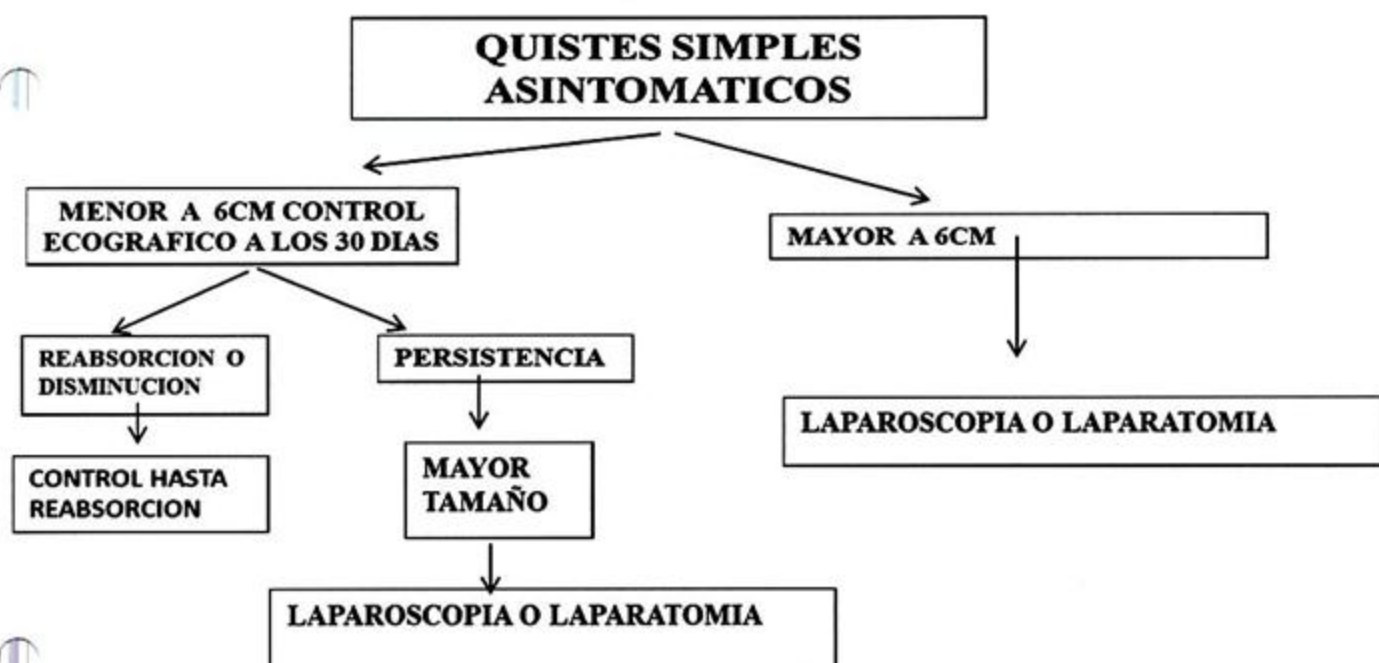 QUISTES SIMPLES
ASINTOMATICOS
MENOR A 6CM CONTROL
ECOGRAFICO A LOS 30 DIAS
MAYOR A 6CM
REABSORCION O
DISMINUCION
PERSISTENCIA
CONTROL HASTA
REABSORCION
MAYOR
TAMAÑO
LAPAROSCOPIA O LAPARATOMIA
LAPAROSCOPIA O LAPARATOMIA